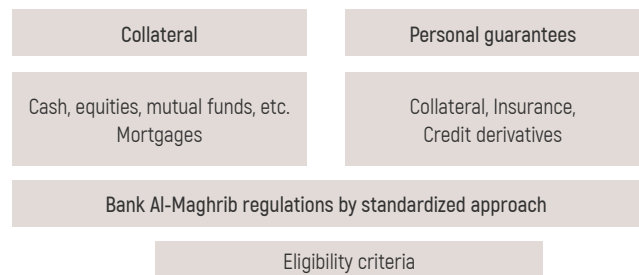 Collateral
Personal guarantees
Cash, equities, mutual funds, etc.
Mortgages
Collateral, Insurance,
Credit derivatives
Bank Al-Maghrib regulations by standardized approach
Eligibility criteria